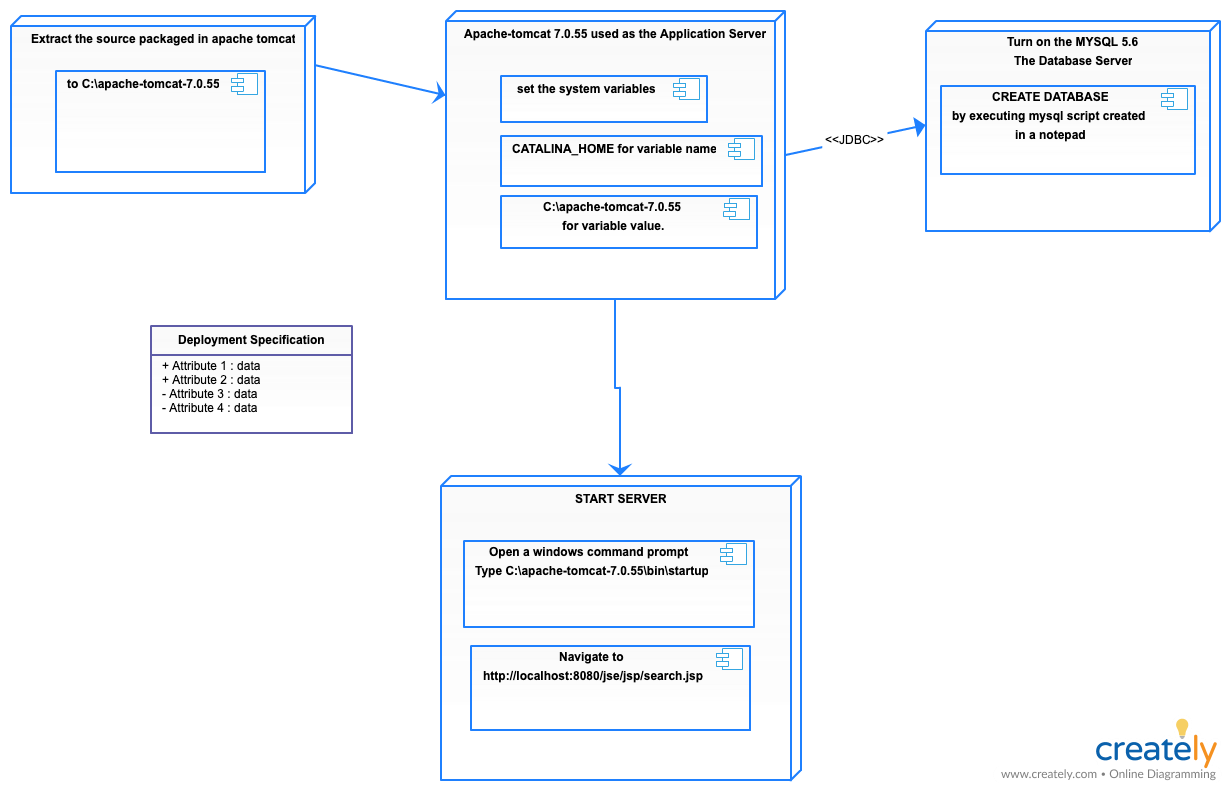 Extract the source packaged in apache tomcat
to C:\apache-tomcat-7.0.55
Apache-tomcat 7.0.55 used as the Application Server
set the system variables
CATALINA_HOME for variable name
C:\apache-tomcat-7.0.55
for variable value.
<<JDBC>>
Turn on the MYSQL 5.6
The Database Server
CREATE DATABASE
by executing mysql script created
in a notepad
Deployment Specification
+ Attribute 1 : data
+ Attribute 2 : data
- Attribute 3 : data
- Attribute 4 : data
START SERVER
Open a windows command prompt
Type C:\apache-tomcat-7.0.55\bin\startup
Navigate to
http://localhost:8080/jse/jsp/search.jsp
creately
www.creately.com • Online Diagramming